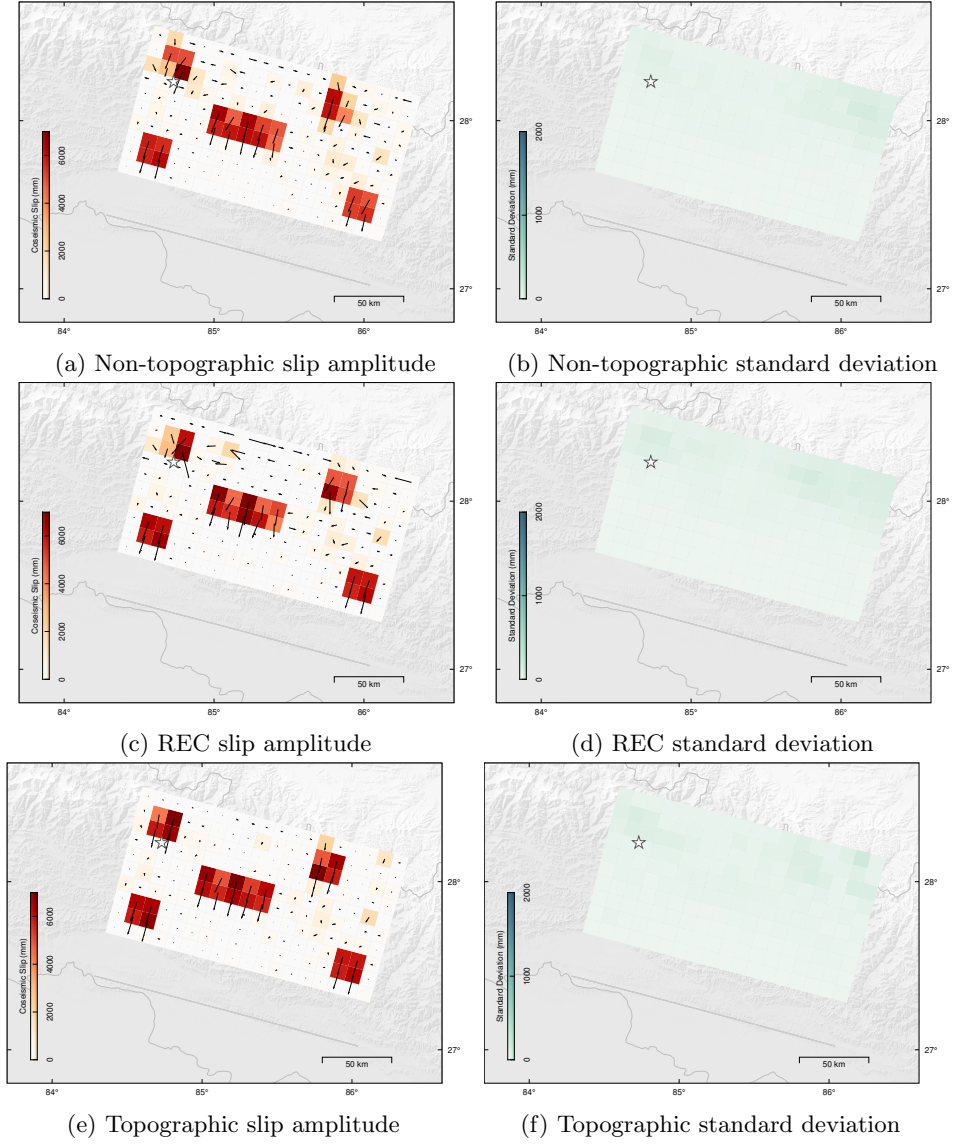 Coseismic Slip (mm)
0 2000 4000 6000
50 km
28°
27°
84° 85° 86°
(a) Non-topographic slip amplitude
Standard Deviation (mm)
0 1000 2000
50 km
28°
27°
84° 85° 86°
(b) Non-topographic standard deviation
Coseismic Slip (mm)
0 2000 4000 6000
50 km
28°
27°
84° 85° 86°
(c) REC slip amplitude
Standard Deviation (mm)
0 1000 2000
50 km
28°
27°
84° 85° 86°
(d) REC standard deviation
Coseismic Slip (mm)
0 2000 4000 6000
50 km
28°
27°
84° 85° 86°
(e) Topographic slip amplitude
Standard Deviation (mm)
0 1000 2000
50 km
28°
27°
84° 85° 86°
(f) Topographic standard deviation